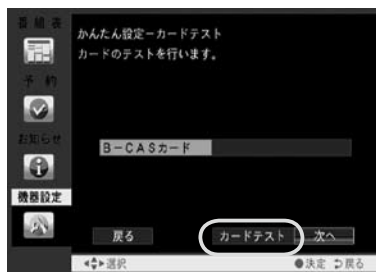 番組表
かんたん設定－カードテスト
カードのテストを行います。
予約
お知らせ
B－CASカード
機器設定
戻る カードテスト 次へ
選択 決定 戻る